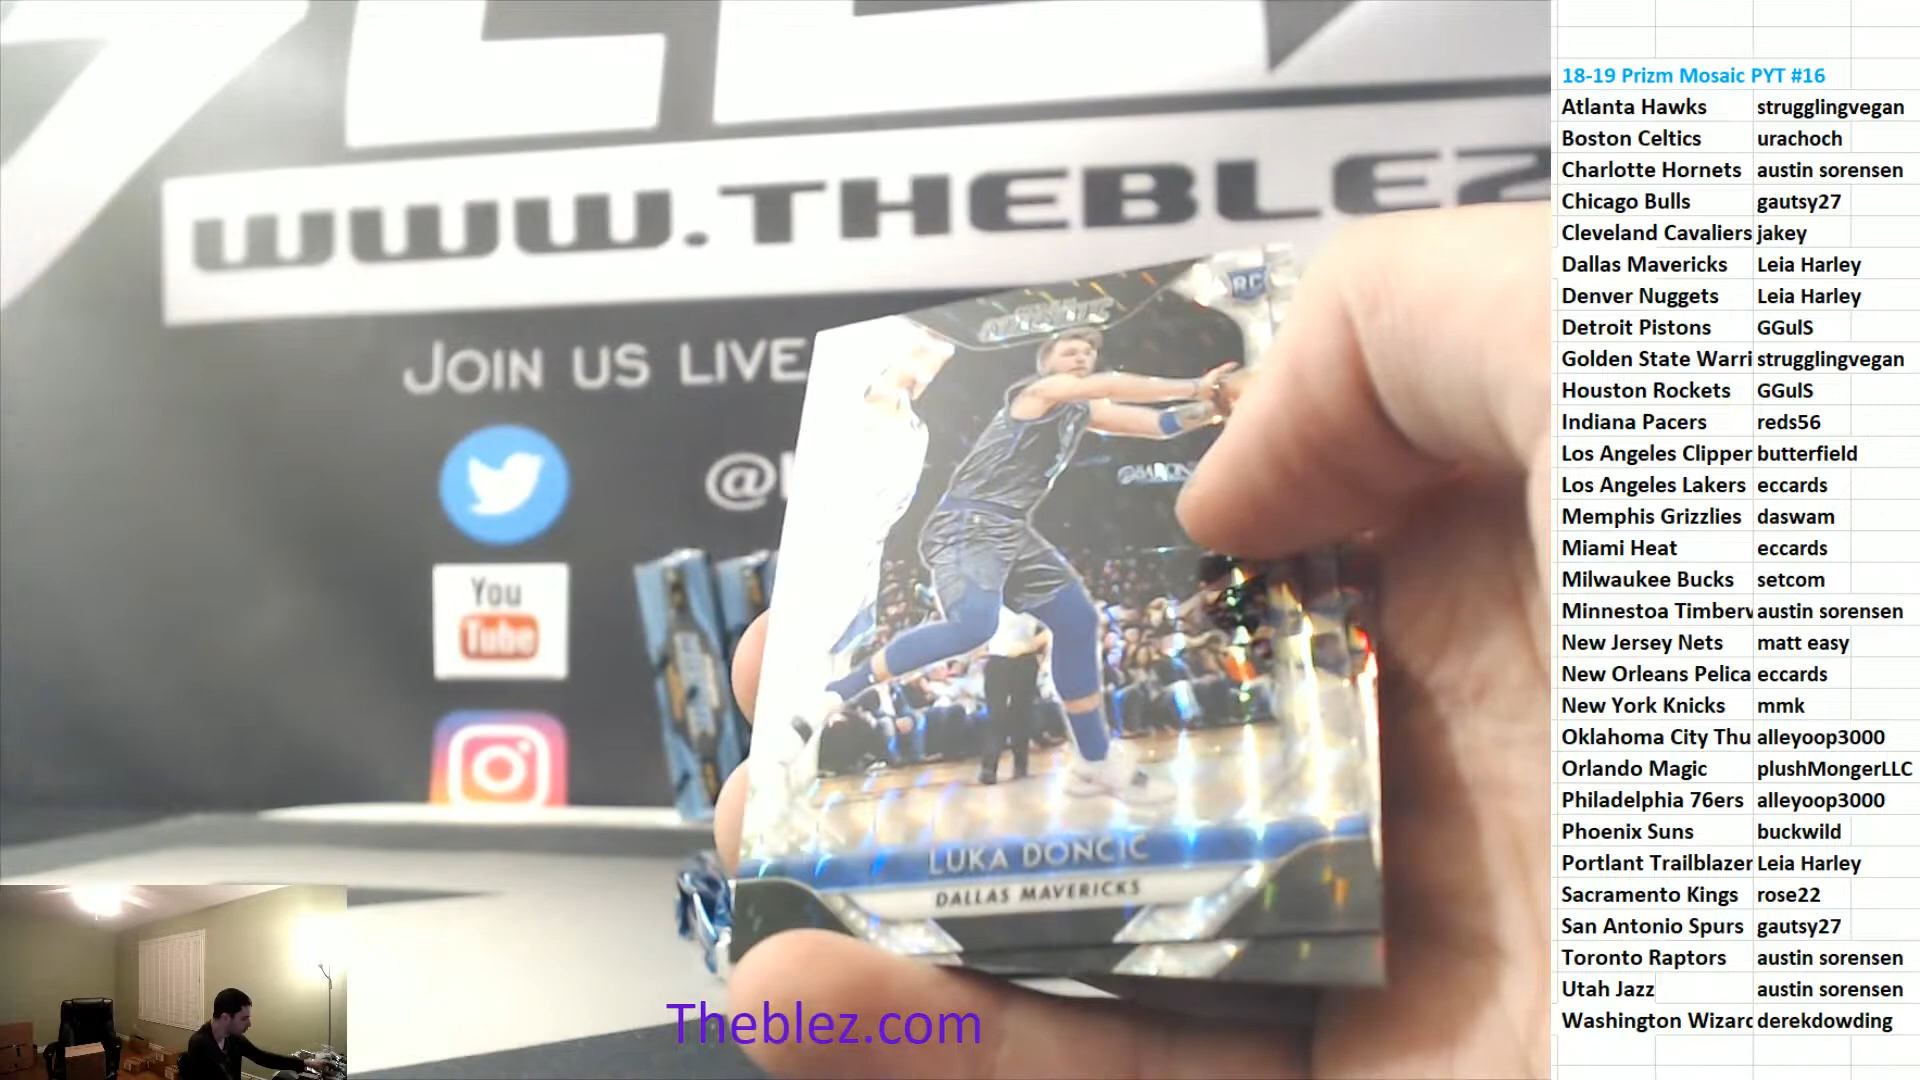 WWW.THEBLEZ
JOIN US LIVE
@
You
Tube
RC
LUKA DONCIC
DALLAS MAVERICKS
Theblez.com
18-19 Prizm Mosaic PYT #16
Atlanta Hawks strugglingvegan
Boston Celtics urachoch
Charlotte Hornets austin sorensen
Chicago Bulls gautsy27
Cleveland Cavaliers jakey
Dallas Mavericks Leia Harley
Denver Nuggets Leia Harley
Detroit Pistons GGulS
Golden State Warri strugglingvegan
Houston Rockets GGulS
Indiana Pacers reds56
Los Angeles Clipper butterfield
Los Angeles Lakers eccards
Memphis Grizzlies daswam
Miami Heat eccards
Milwaukee Bucks setcom
Minnestoa Timberv austin sorensen
New Jersey Nets matt easy
New Orleans Pelica eccards
New York Knicks mmk
Oklahoma City Thu alleyoop3000
Orlando Magic plushMongerLLC
Philadelphia 76ers alleyoop3000
Phoenix Suns buckwild
Portlant Trailblazer Leia Harley
Sacramento Kings rose22
San Antonio Spurs gautsy27
Toronto Raptors austin sorensen
Utah Jazz austin sorensen
Washington Wizarc derekdowding